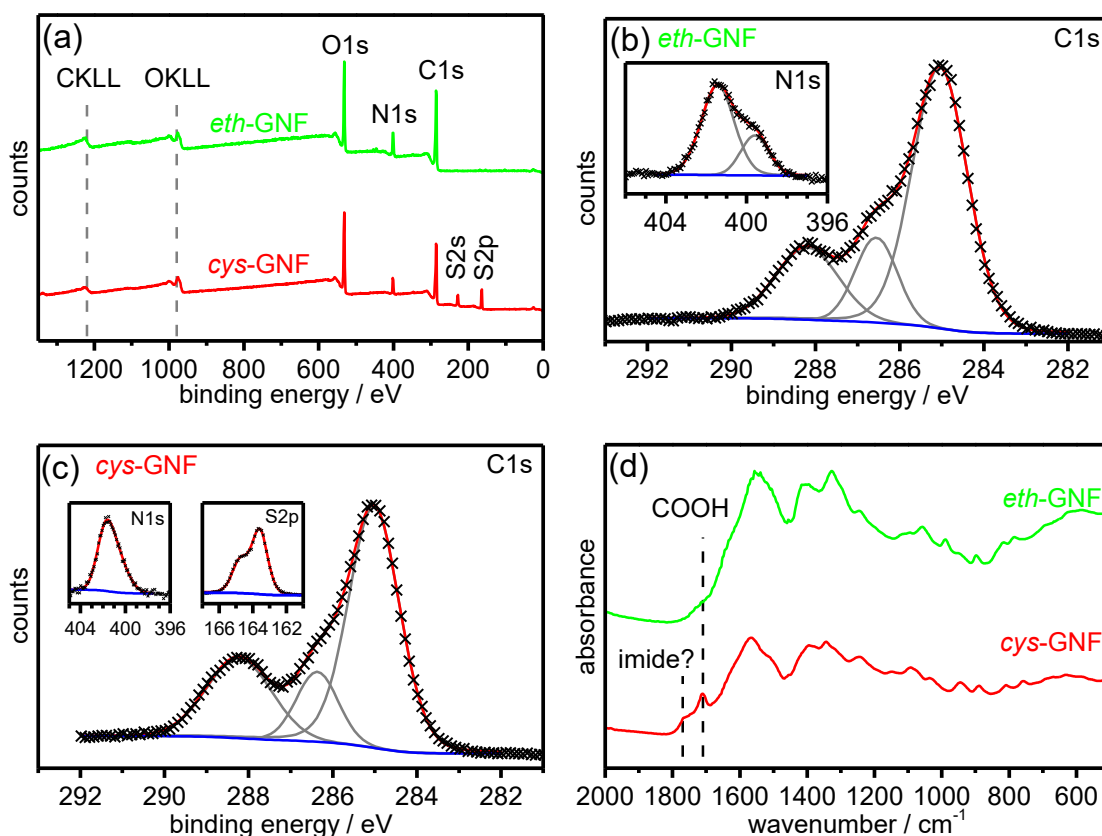 (a)
CKLL
OKLL
O1s
N1s
C1s
eth-GNF
cys-GNF
S2s
S2p
counts
1200 1000 800 600 400 200 0
binding energy / eV
(b)
eth-GNF
C1s
N1s
404 400 396
counts
292 290 288 286 284 282
binding energy / eV
(c)
cys-GNF
C1s
N1s
404 400 396
S2p
166 164 162
counts
292 290 288 286 284 282
binding energy / eV
(d)
COOH
eth-GNF
imide?
cys-GNF
absorbance
2000 1800 1600 1400 1200 1000 800 600
wavenumber / cm⁻¹